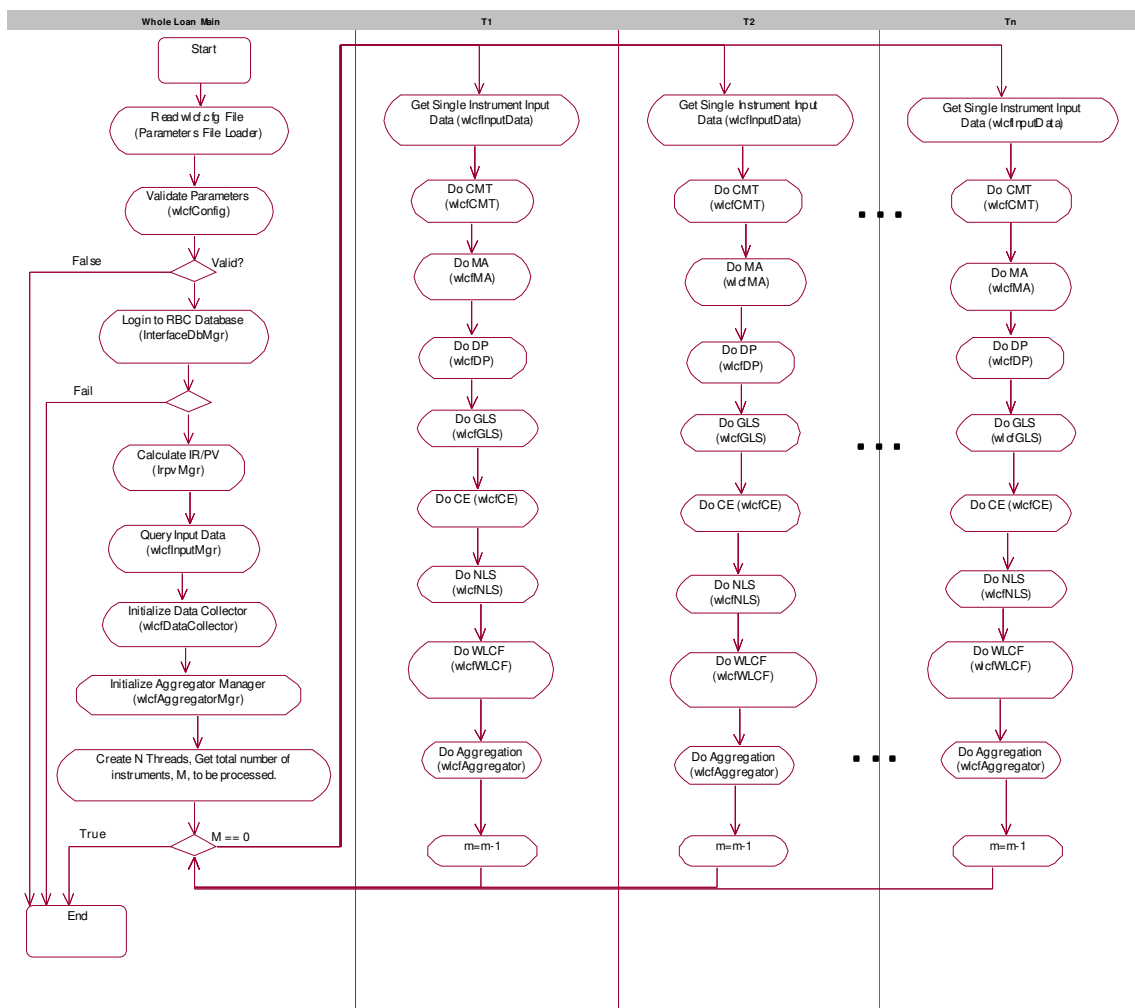 Whole Loan Main
T1
T2
Tn
Start
Read wlcf.cfg File
(Parameters File Loader)
Validate Parameters
(wlcfConfig)
False
Valid?
Login to RBC Database
(InterfaceDbMgr)
Fail
Calculate IR/PV
(IrpvMgr)
Query Input Data
(wlcfInputMgr)
Initialize Data Collector
(wlcfDataCollector)
Initialize Aggregator Manager
(wlcfAggregatorMgr)
Create N Threads, Get total number of
instruments, M, to be processed.
True
M == 0
End
Get Single Instrument Input
Data (wlcfInputData)
Do CMT
(wlcfCMT)
Do MA
(wlcfMA)
Do DP
(wlcfDP)
Do GLS
(wlcfGLS)
Do CE (wlcfCE)
Do NLS
(wlcfNLS)
Do WLCF
(wlcfWLCF)
Do Aggregation
(wlcfAggregator)
m=m-1
Get Single Instrument Input
Data (wlcfInputData)
Do CMT
(wlcfCMT)
Do MA
(wlcfMA)
Do DP
(wlcfDP)
Do GLS
(wlcfGLS)
Do CE (wlcfCE)
Do NLS
(wlcfNLS)
Do WLCF
(wlcfWLCF)
Do Aggregation
(wlcfAggregator)
m=m-1
...
...
...
Get Single Instrument Input
Data (wlcfInputData)
Do CMT
(wlcfCMT)
Do MA
(wlcfMA)
Do DP
(wlcfDP)
Do GLS
(wlcfGLS)
Do CE (wlcfCE)
Do NLS
(wlcfNLS)
Do WLCF
(wlcfWLCF)
Do Aggregation
(wlcfAggregator)
m=m-1